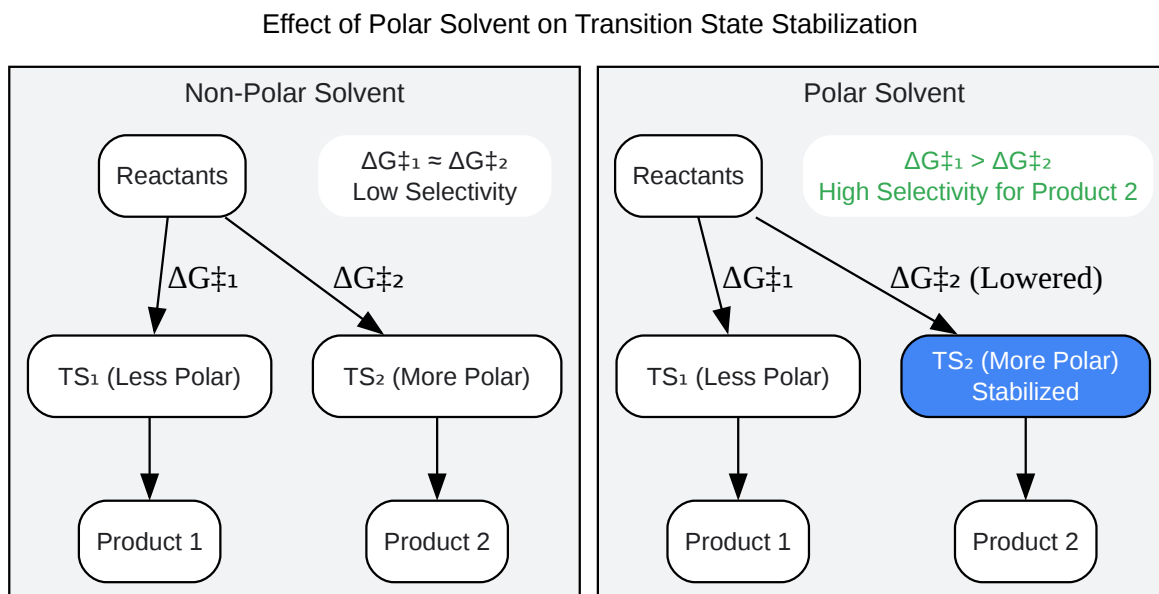 Effect of Polar Solvent on Transition State Stabilization
Non-Polar Solvent
Reactants
ΔG‡₁ ≈ ΔG‡₂
Low Selectivity
ΔG‡₁
ΔG‡₂
TS₁ (Less Polar)
TS₂ (More Polar)
Product 1
Product 2
Polar Solvent
Reactants
ΔG‡₁ > ΔG‡₂
High Selectivity for Product 2
ΔG‡₁
ΔG‡₂ (Lowered)
TS₁ (Less Polar)
TS₂ (More Polar)
Stabilized
Product 1
Product 2